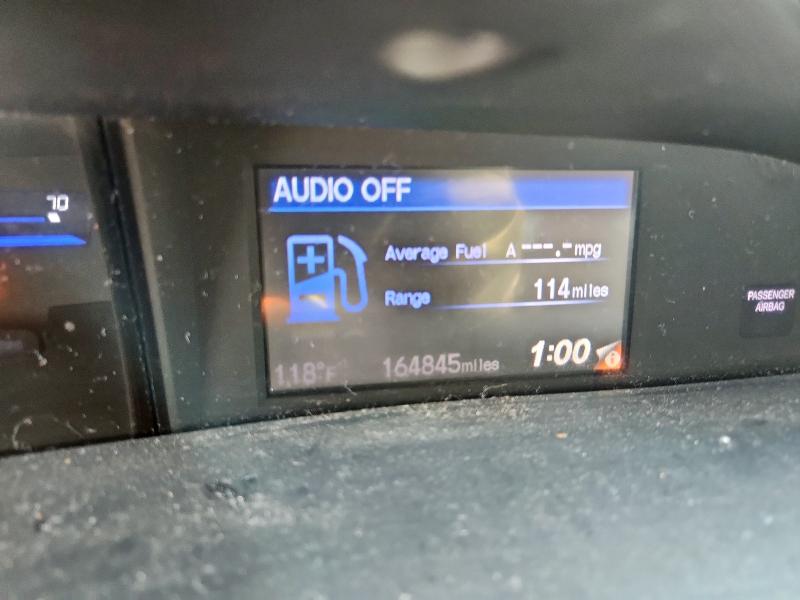 70
AUDIO OFF
Average Fuel A ---.- mpg
Range 114 miles
118°F 164845 miles 1:00
PASSENGER
AIRBAG